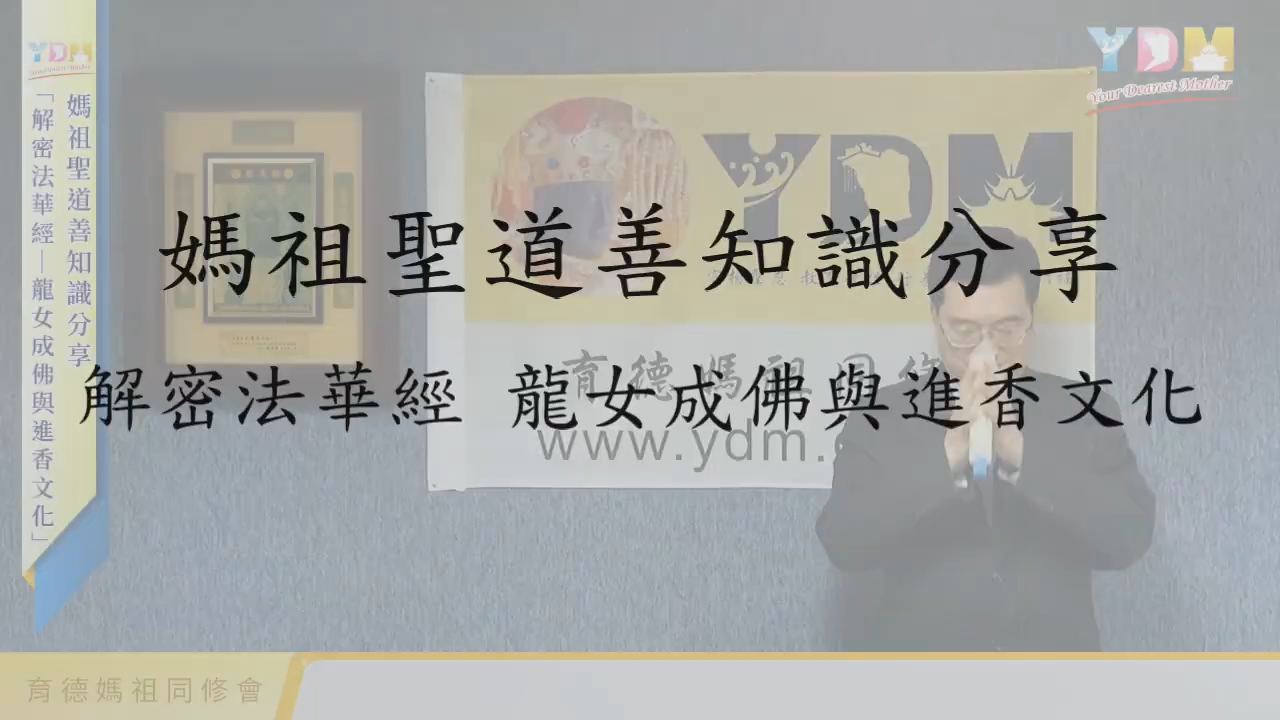 媽祖聖道善知識分享
解密法華經 龍女成佛與進香文化
媽祖聖道善知識分享
「解密法華經－龍女成佛與進香文化」
YDM
Your Dearest Mother
YDM
育德媽祖同修
www.ydm.
育德媽祖同修會